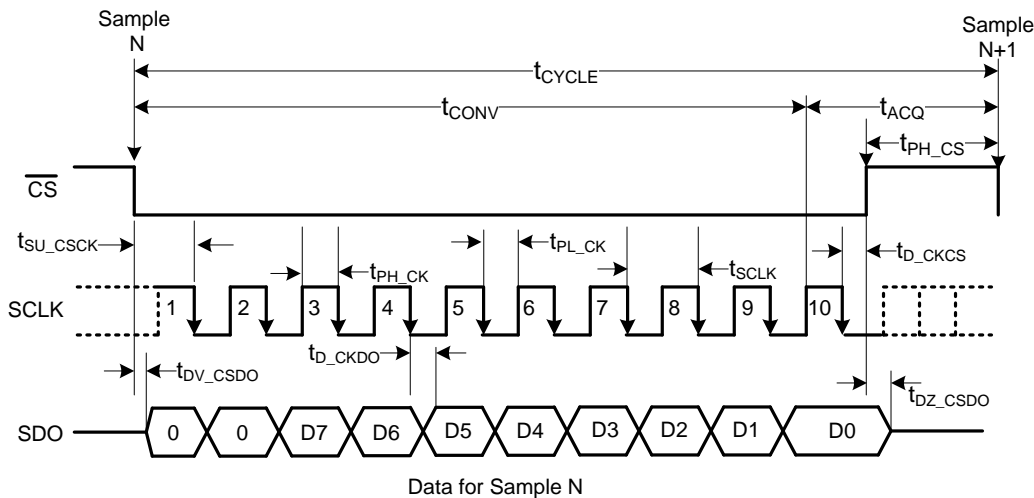 Sample
N
Sample
N+1
tCYCLE
tCONV
tACQ
tPH_CS
CS
tSU_CSCK
tPH_CK
tPL_CK
tSCLK
tD_CKCS
SCLK
1 2 3 4 5 6 7 8 9 10
tD_CKDO
tDV_CSDO
tDZ_CSDO
SDO
0 0 D7 D6 D5 D4 D3 D2 D1 D0
Data for Sample N